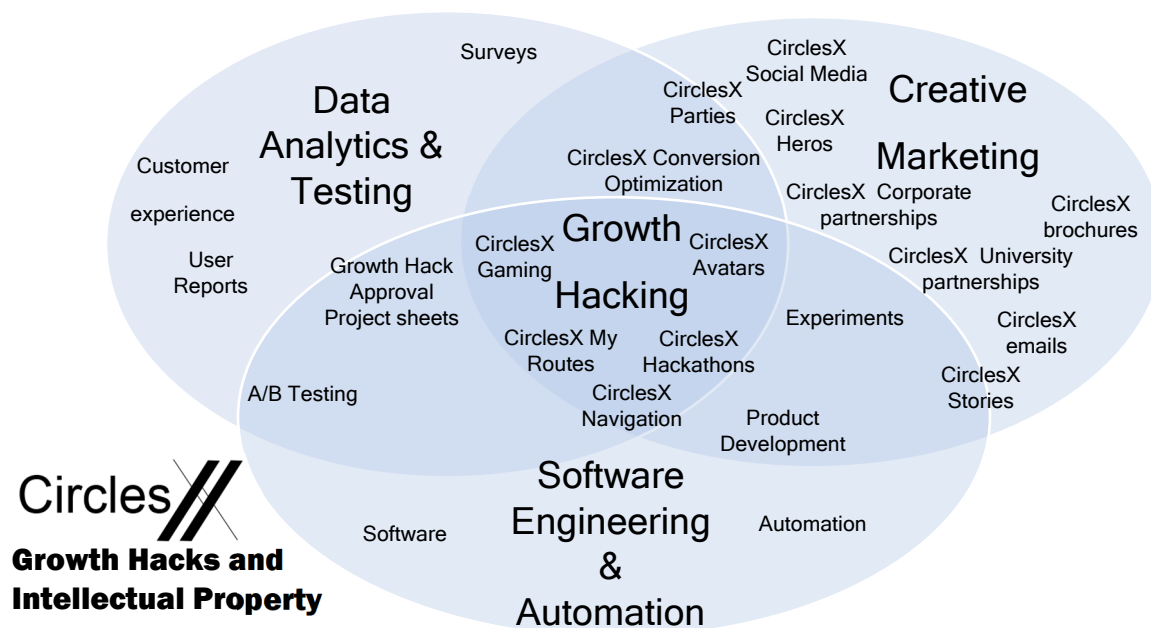 Surveys
Data
Analytics &
Testing
Customer
experience
User
Reports
CirclesX
Parties
CirclesX Conversion
Optimization
CirclesX
Social Media
CirclesX
Heros
Creative
Marketing
CirclesX Corporate
partnerships
CirclesX
brochures
CirclesX University
partnerships
CirclesX
emails
CirclesX
Stories
Growth Hack
Approval
Project sheets
A/B Testing
Growth
Hacking
CirclesX
Gaming
CirclesX
Avatars
CirclesX My
Routes
CirclesX
Hackathons
CirclesX
Navigation
Experiments
Product
Development
Software
Engineering
&
Automation
Software
Automation
CirclesX
Growth Hacks and
Intellectual Property